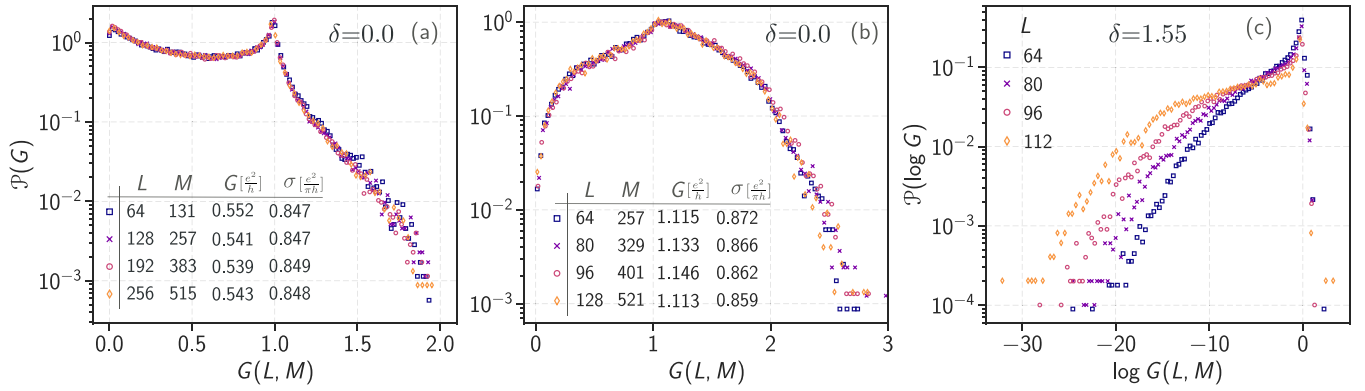 δ=0.0 (a)
10⁰
10⁻¹
10⁻²
10⁻³
𝒫(G)
L M G[e²/h] σ[e²/πh]
64 131 0.552 0.847
128 257 0.541 0.847
192 383 0.539 0.849
256 515 0.543 0.848
0.0 0.5 1.0 1.5 2.0
G(L, M)
δ=0.0 (b)
10⁰
10⁻¹
10⁻²
10⁻³
L M G[e²/h] σ[e²/πh]
64 257 1.115 0.872
80 329 1.133 0.866
96 401 1.146 0.862
128 521 1.113 0.859
0 1 2 3
G(L, M)
δ=1.55 (c)
L
64
80
96
112
10⁰
10⁻¹
10⁻²
10⁻³
10⁻⁴
𝒫(log G)
−30 −20 −10 0
log G(L, M)